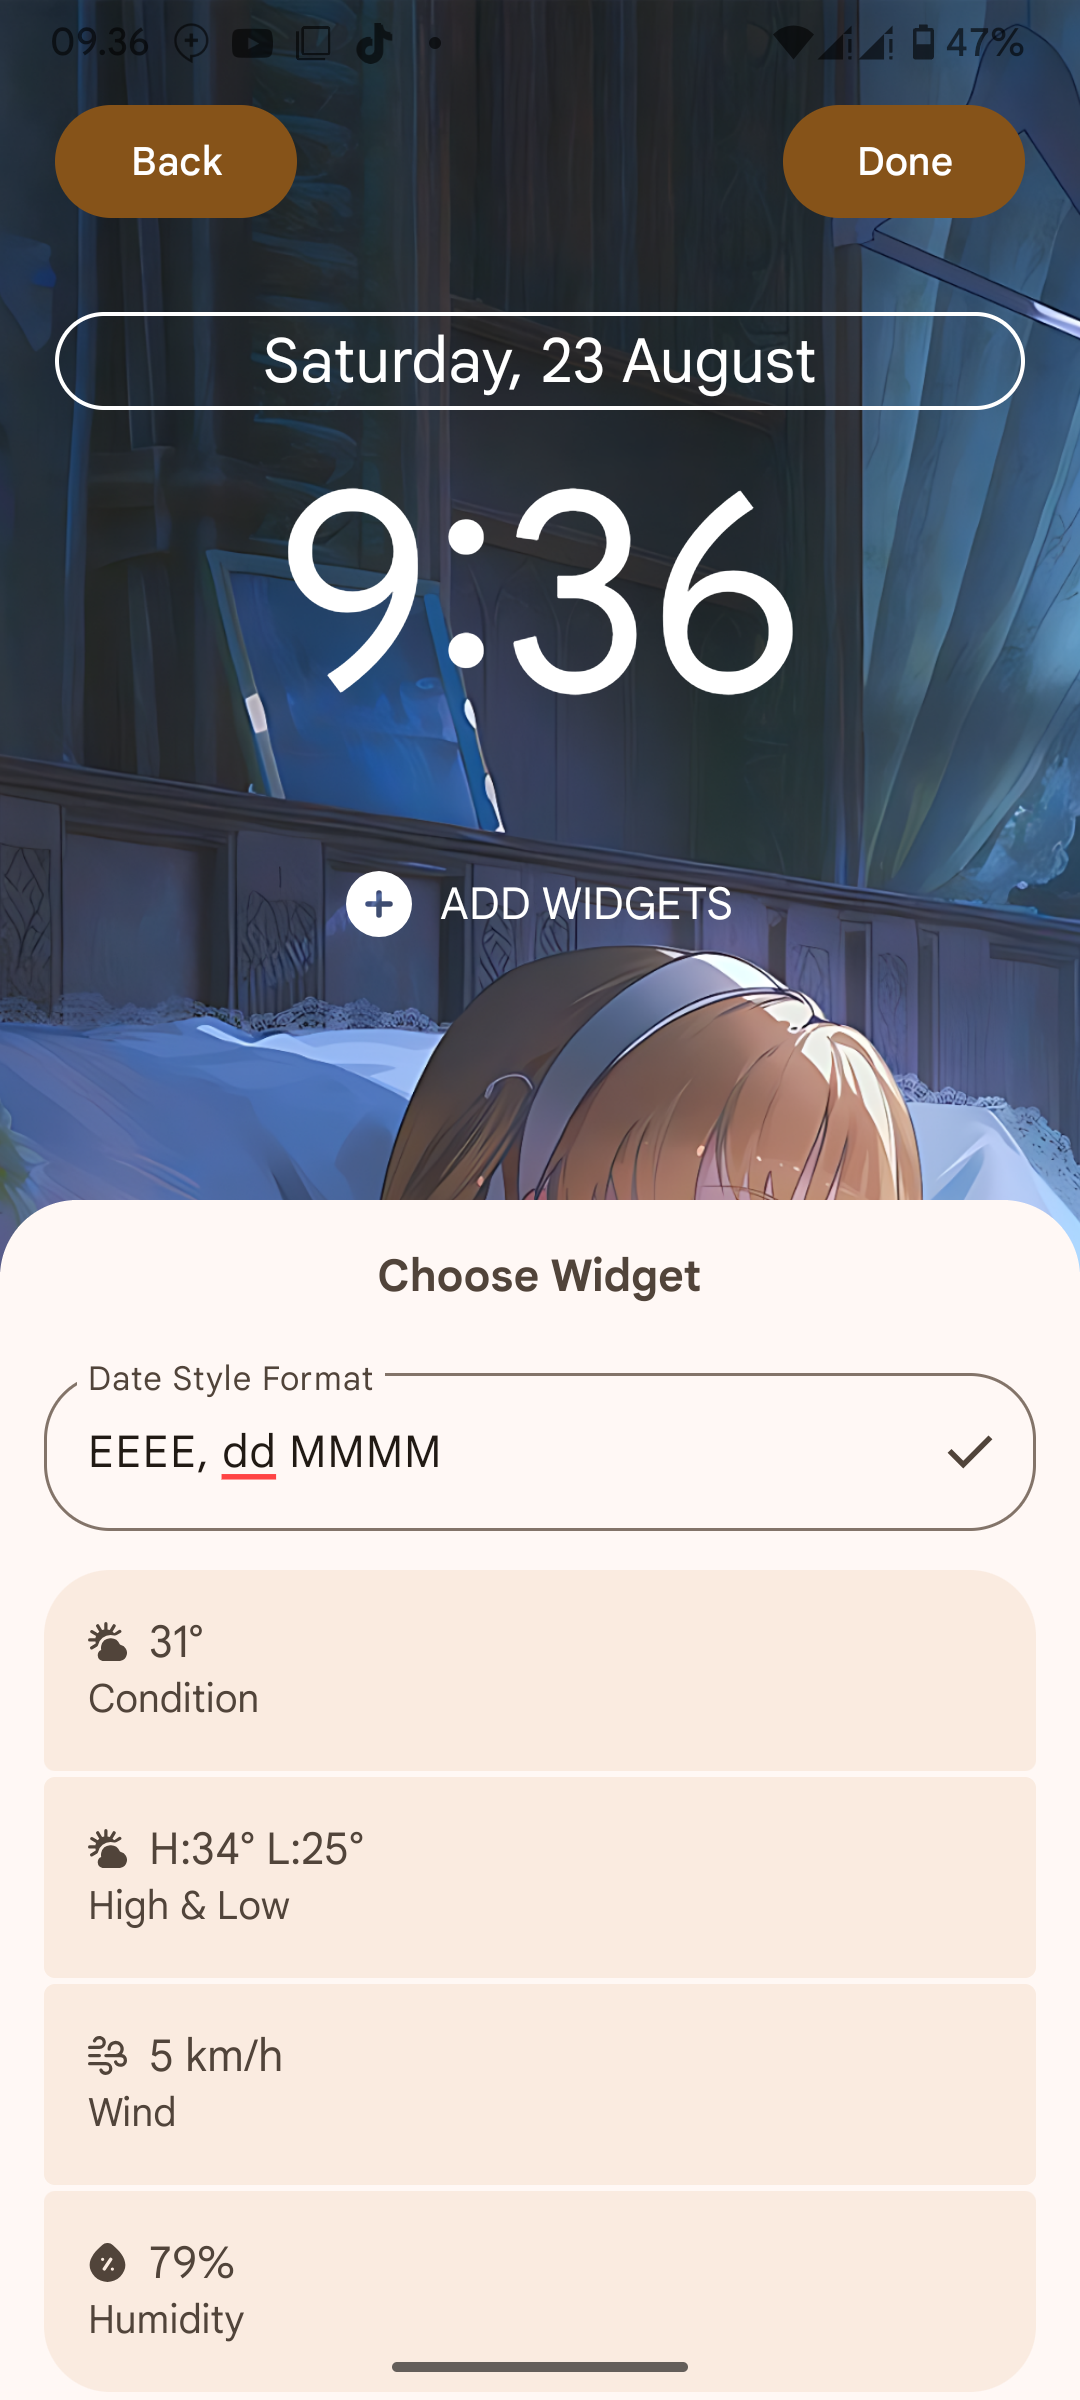 09.36
47%
Back
Done
Saturday, 23 August
9:36
ADD WIDGETS
Choose Widget
Date Style Format
EEEE, dd MMMM
31°
Condition
H:34° L:25°
High & Low
5 km/h
Wind
79%
Humidity